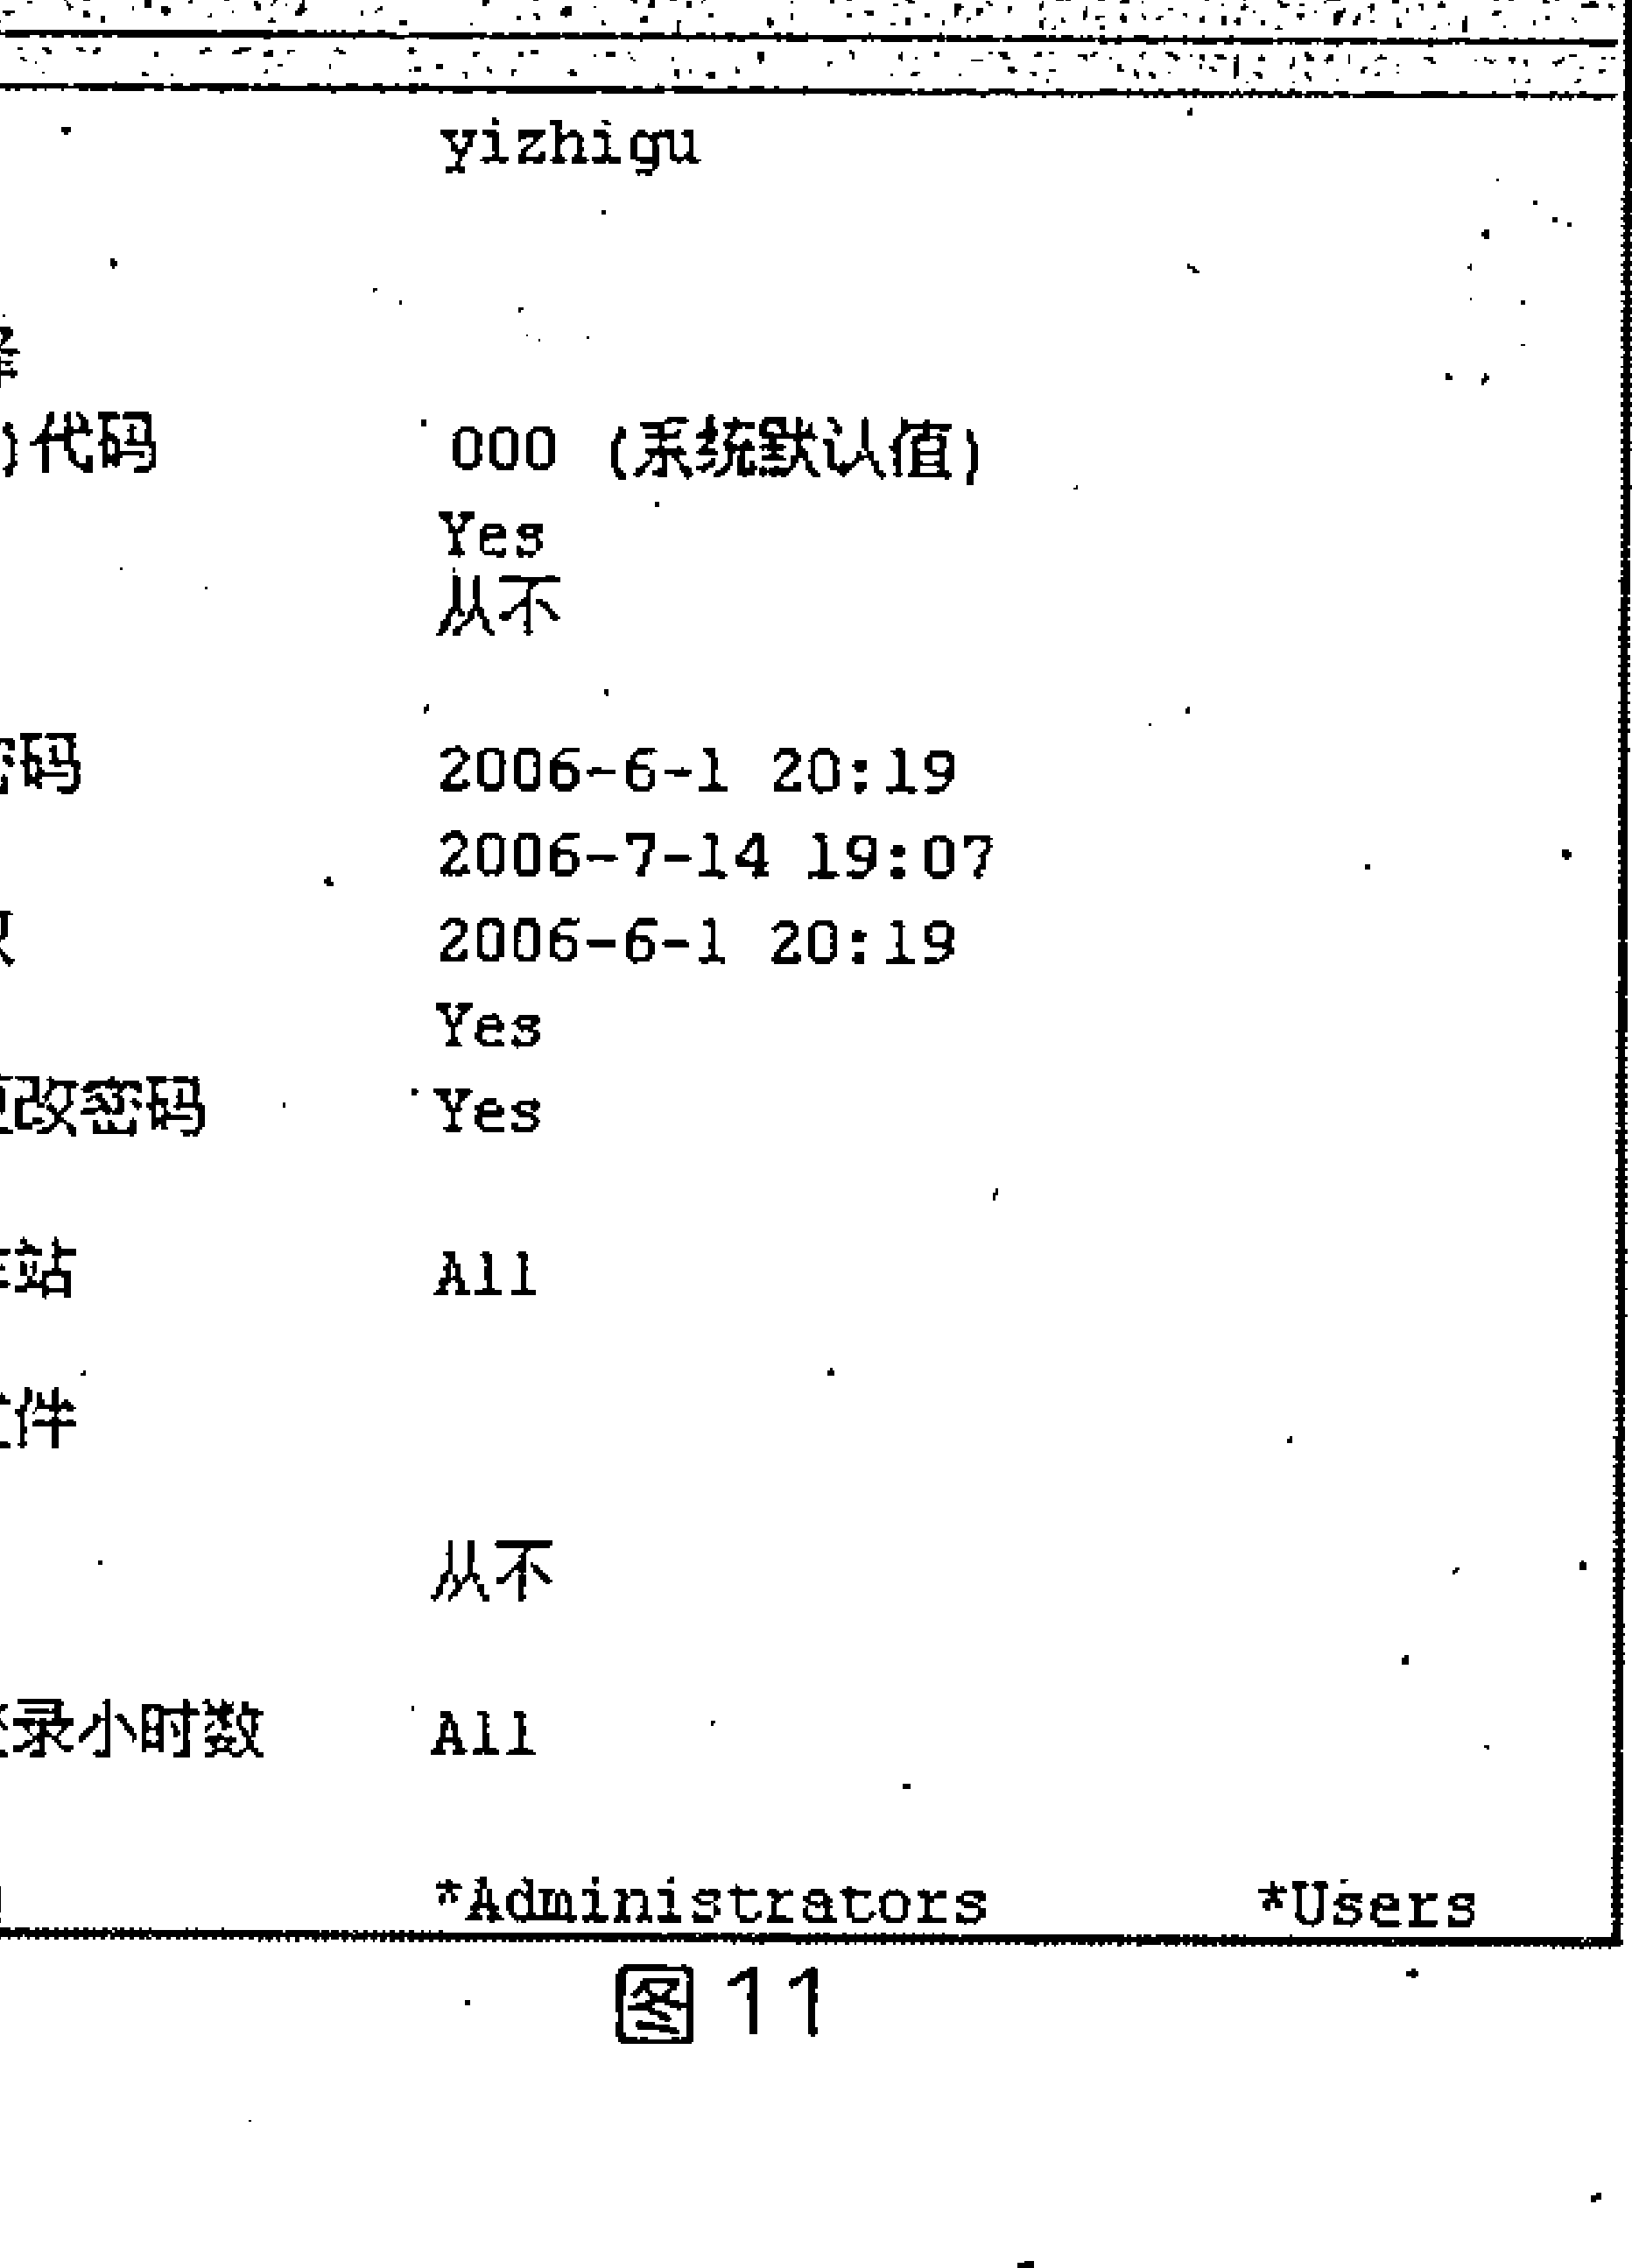 yizhigu
)代码 000 (系统默认值)
Yes
从不
密码 2006-6-1 20:19
2006-7-14 19:07
2006-6-1 20:19
Yes
更改密码 Yes
站 All
件
从不
录小时数 All
*Administrators *Users
图 11